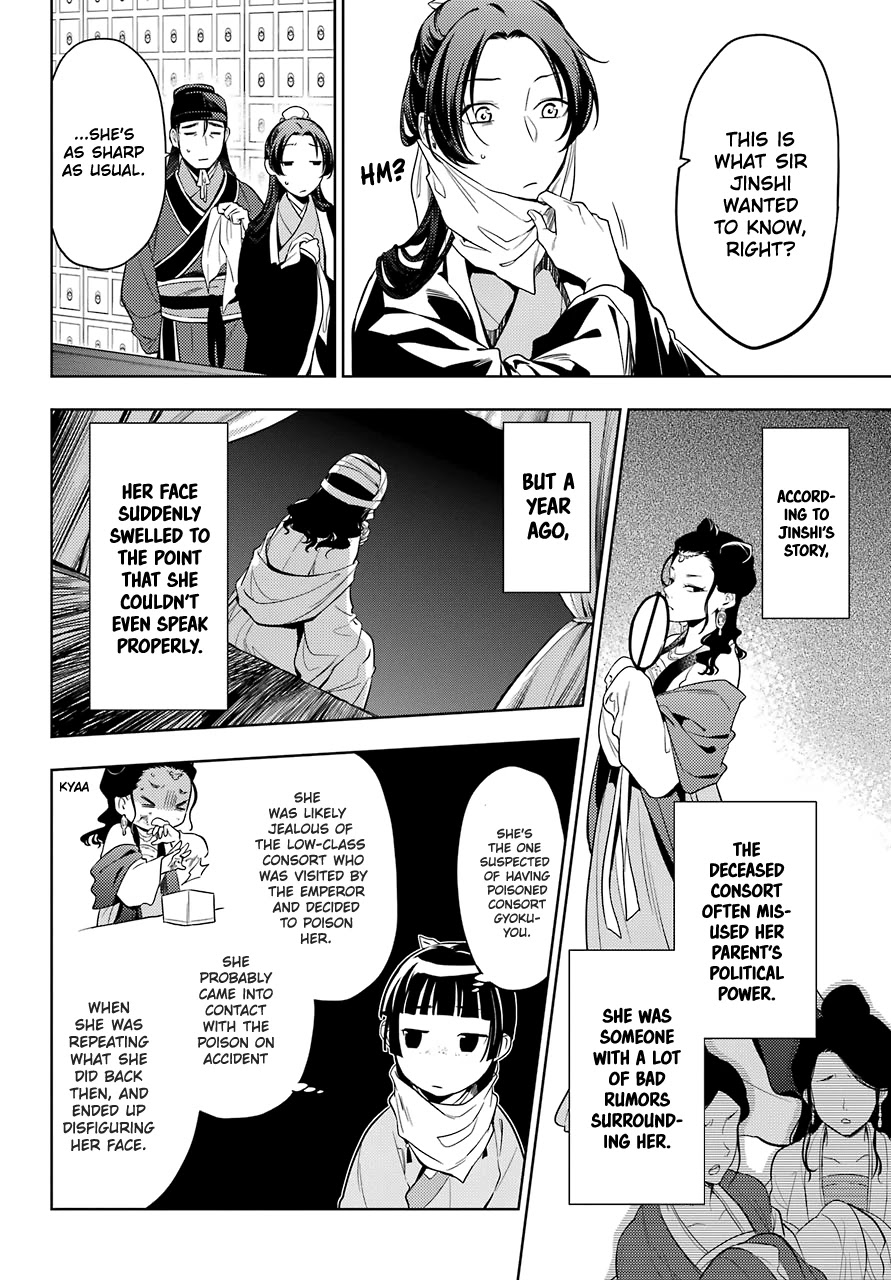 THIS IS
WHAT SIR
JINSHI
WANTED
TO KNOW,
RIGHT?
HM?
...SHE'S
AS SHARP
AS USUAL.
ACCORD-
ING TO
JINSHI'S
STORY,
THE
DECEASED
CONSORT
OFTEN MIS-
USED HER
PARENT'S
POLITICAL
POWER.
SHE WAS
SOMEONE
WITH A LOT
OF BAD
RUMORS
SURROUND-
ING HER.
BUT A
YEAR
AGO,
HER FACE
SUDDENLY
SWELLED TO
THE POINT
THAT SHE
COULDN'T
EVEN SPEAK
PROPERLY.
SHE'S
THE ONE
SUSPECTED
OF HAVING
POISONED
CONSORT
GYOKU-
YOU.
SHE
WAS LIKELY
JEALOUS OF
THE LOW-CLASS
CONSORT WHO
WAS VISITED BY
THE EMPEROR
AND DECIDED
TO POISON
HER.
SHE
PROBABLY
CAME INTO
CONTACT
WITH THE
POISON ON
ACCIDENT
WHEN
SHE WAS
REPEATING
WHAT SHE
DID BACK
THEN, AND
ENDED UP
DISFIGURING
HER FACE.
KYAA